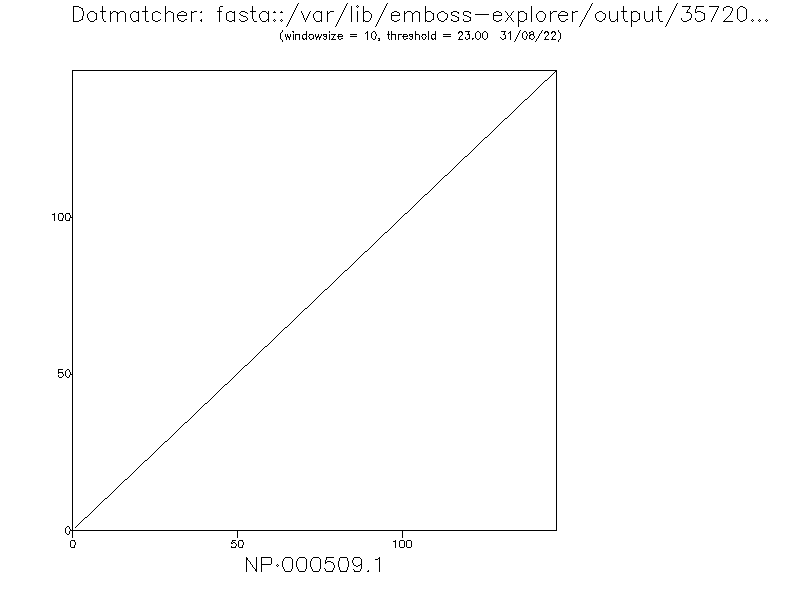 Dotmatcher: fasta::/var/lib/emboss-explorer/output/35720...
(windowsize = 10, threshold = 23.00 31/08/22)
100
50
0
0 50 100
NP·000509.1